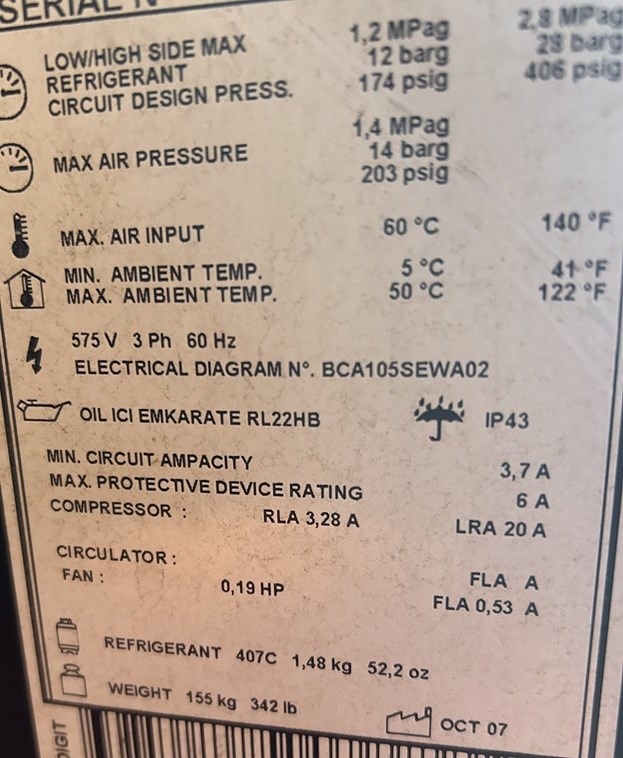 SERIAL N
LOW/HIGH SIDE MAX
REFRIGERANT
CIRCUIT DESIGN PRESS.
1,2 MPag 2,8 MPag
12 barg 28 barg
174 psig 406 psig
MAX AIR PRESSURE
1,4 MPag
14 barg
203 psig
MAX. AIR INPUT 60 °C 140 °F
MIN. AMBIENT TEMP. 5 °C 41 °F
MAX. AMBIENT TEMP. 50 °C 122 °F
575 V 3 Ph 60 Hz
ELECTRICAL DIAGRAM N°. BCA105SEWA02
OIL ICI EMKARATE RL22HB IP43
MIN. CIRCUIT AMPACITY 3,7 A
MAX. PROTECTIVE DEVICE RATING 6 A
COMPRESSOR : RLA 3,28 A LRA 20 A
CIRCULATOR : FLA A
FAN : 0,19 HP FLA 0,53 A
REFRIGERANT 407C 1,48 kg 52,2 oz
WEIGHT 155 kg 342 lb
OCT 07
DIGIT